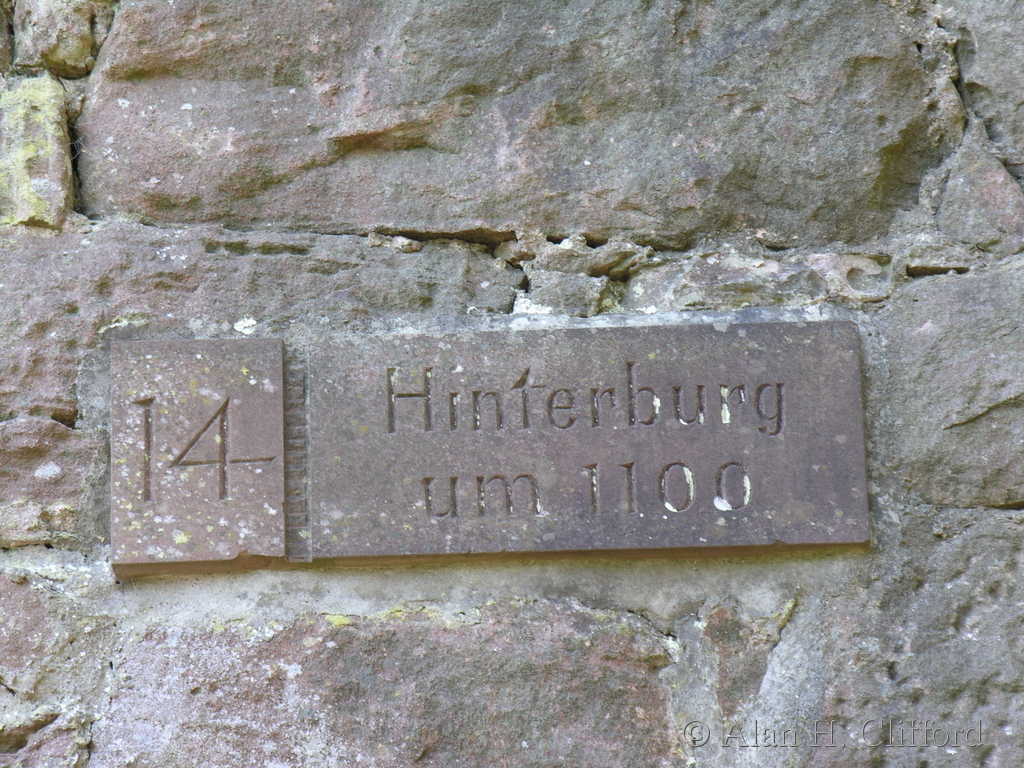 14
Hinterburg
um 1100
© Alan H. Clifford